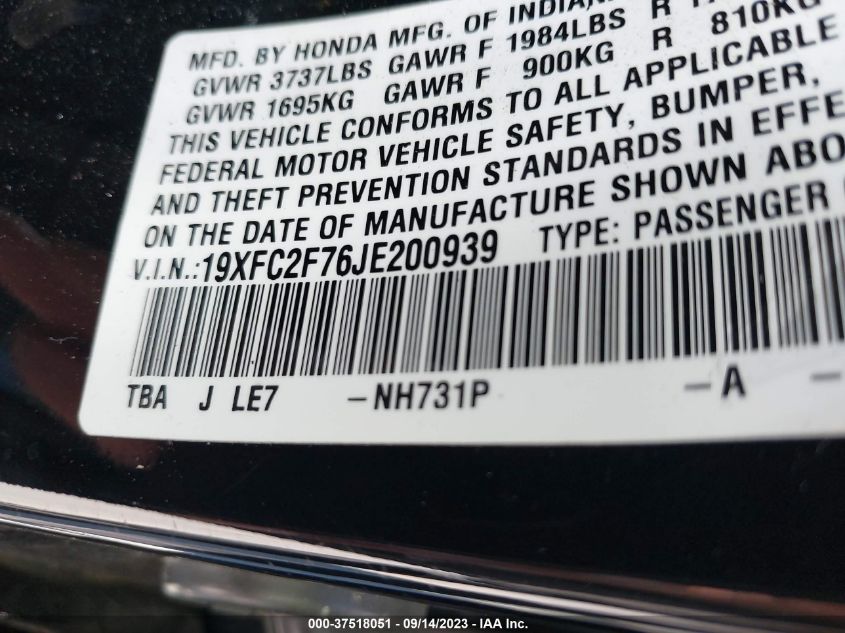 MFD. BY HONDA MFG. OF INDIANA
GVWR 3737LBS GAWR F 1984LBS R
GVWR 1695KG GAWR F 900KG R 810KG
THIS VEHICLE CONFORMS TO ALL APPLICABLE
FEDERAL MOTOR VEHICLE SAFETY, BUMPER,
AND THEFT PREVENTION STANDARDS IN EFFE
ON THE DATE OF MANUFACTURE SHOWN ABO
V.I.N.:19XFC2F76JE200939 TYPE: PASSENGER
TBA J LE7 –NH731P –A –
000-37518051 - 09/14/2023 - IAA Inc.